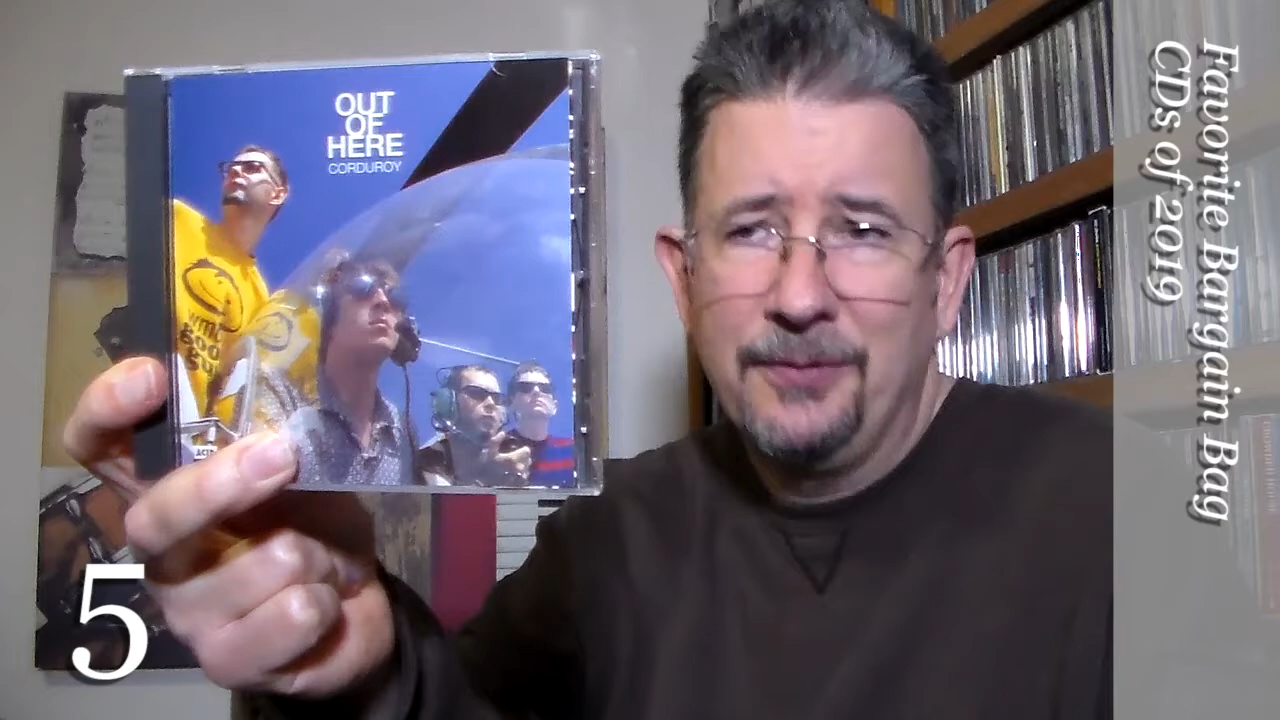 OUT
OF
HERE
CORDUROY
5
Favorite Bargain Bag
CDs of 2019